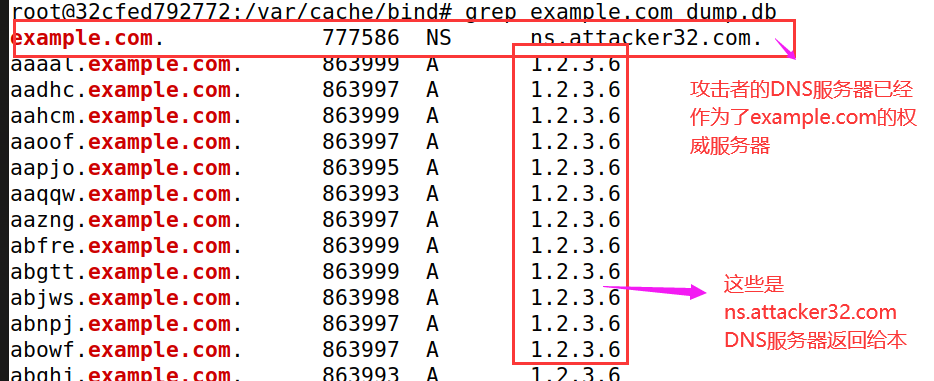 root@32cfed792772:/var/cache/bind# grep example.com dump.db
example.com. 777586 NS ns.attacker32.com.
aaaal.example.com. 863999 A 1.2.3.6
aadhc.example.com. 863997 A 1.2.3.6
aahcm.example.com. 863999 A 1.2.3.6
aaoof.example.com. 863997 A 1.2.3.6
aapjo.example.com. 863995 A 1.2.3.6
aaqqw.example.com. 863993 A 1.2.3.6
aazng.example.com. 863999 A 1.2.3.6
abfre.example.com. 863999 A 1.2.3.6
abgtt.example.com. 863999 A 1.2.3.6
abjws.example.com. 863998 A 1.2.3.6
abnpj.example.com. 863997 A 1.2.3.6
abowf.example.com. 863997 A 1.2.3.6
abqhj.example.com. 863993 A 1.2.3.6
攻击者的DNS服务器已经
作为了example.com的权
威服务器
这些是
ns.attacker32.com
DNS服务器返回给本